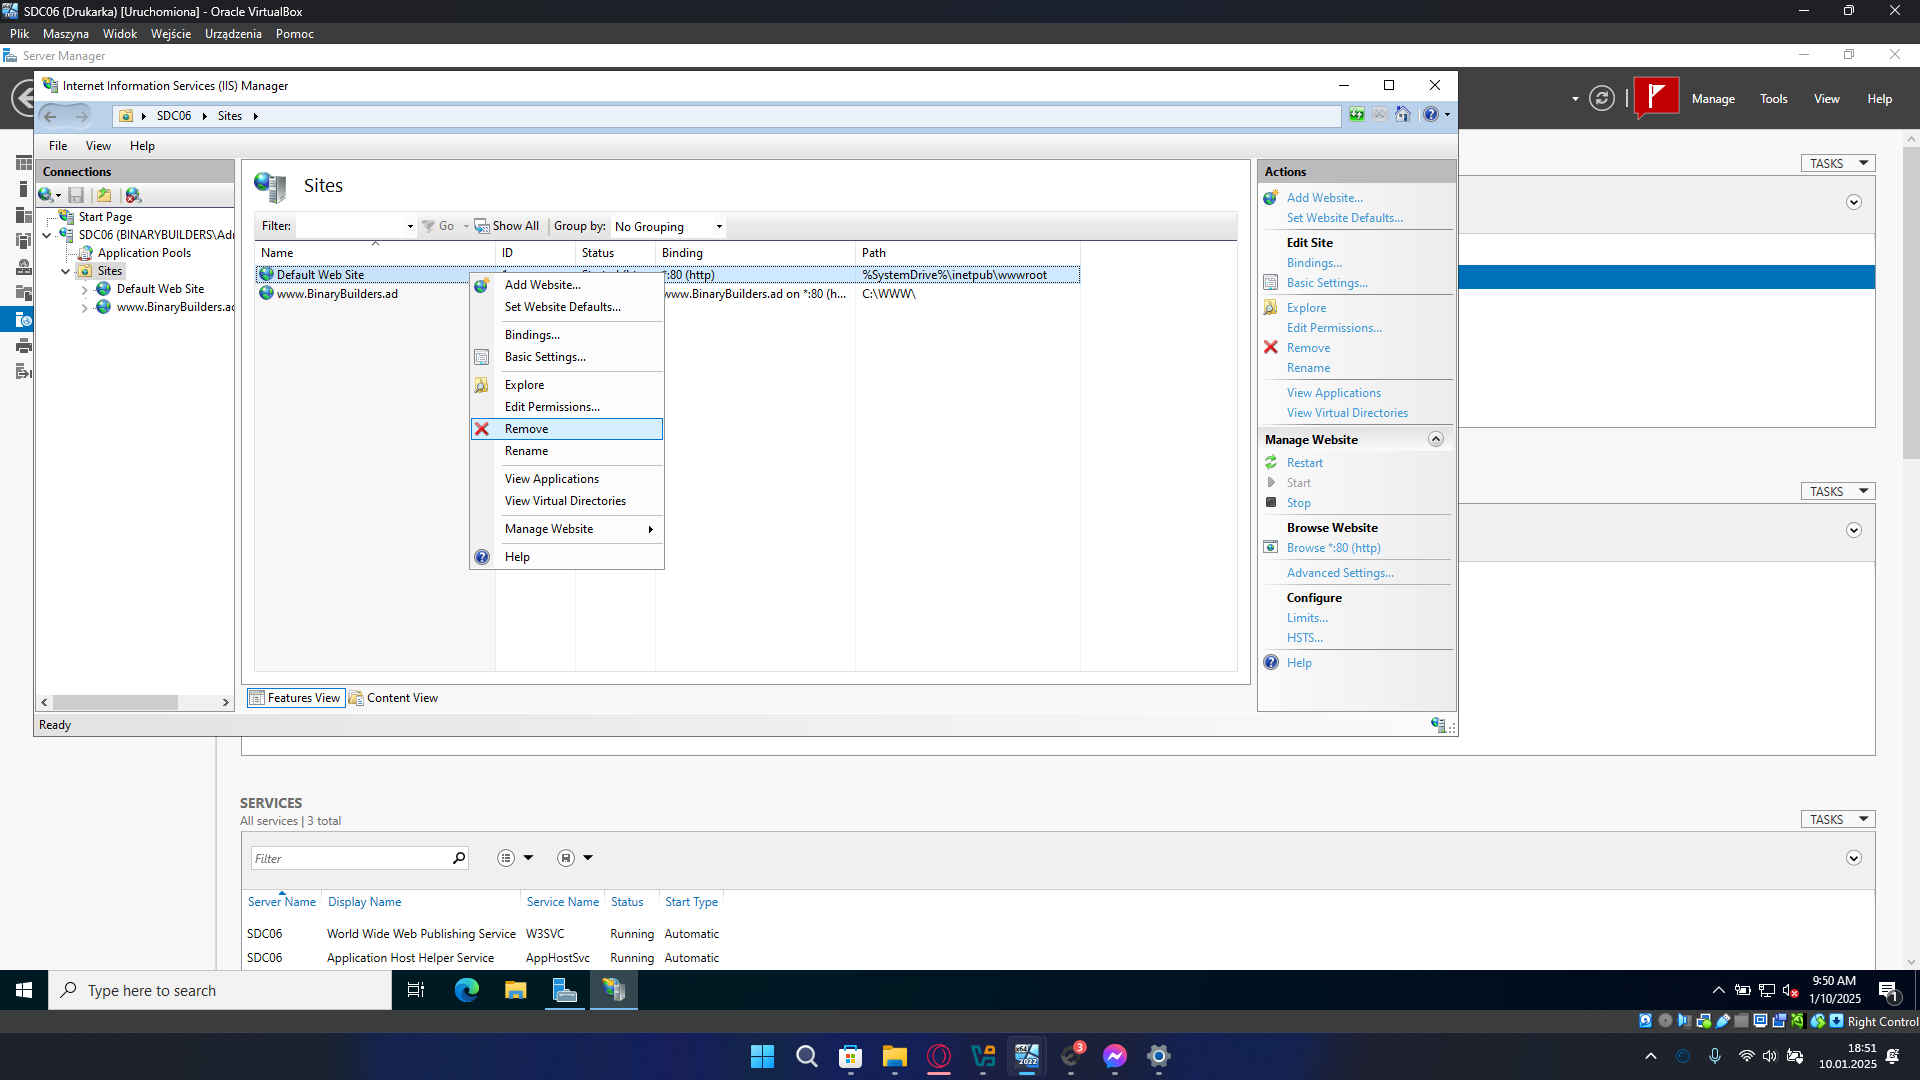 SDC06 (Drukarka) [Uruchomiona] - Oracle VirtualBox
Plik Maszyna Widok Wejście Urządzenia Pomoc
Server Manager
Manage Tools View Help
Internet Information Services (IIS) Manager
SDC06 Sites
File View Help
Connections
Start Page
SDC06 (BINARYBUILDERS\Adm
Application Pools
Sites
Default Web Site
www.BinaryBuilders.ad
Sites
Filter: Go Show All Group by: No Grouping
Name ID Status Binding Path
Default Web Site *:80 (http) %SystemDrive%\inetpub\wwwroot
www.BinaryBuilders.ad www.BinaryBuilders.ad on *:80 (h... C:\WWW\
Add Website...
Set Website Defaults...
Bindings...
Basic Settings...
Explore
Edit Permissions...
Remove
Rename
View Applications
View Virtual Directories
Manage Website
Help
Features View Content View
Ready
Actions
Add Website...
Set Website Defaults...
Edit Site
Bindings...
Basic Settings...
Explore
Edit Permissions...
Remove
Rename
View Applications
View Virtual Directories
Manage Website
Restart
Start
Stop
Browse Website
Browse *:80 (http)
Advanced Settings...
Configure
Limits...
HSTS...
Help
TASKS
TASKS
SERVICES
All services | 3 total
TASKS
Filter
Server Name Display Name Service Name Status Start Type
SDC06 World Wide Web Publishing Service W3SVC Running Automatic
SDC06 Application Host Helper Service AppHostSvc Running Automatic
Type here to search
9:50 AM
1/10/2025
1
Right Control
2022
3
18:51
10.01.2025